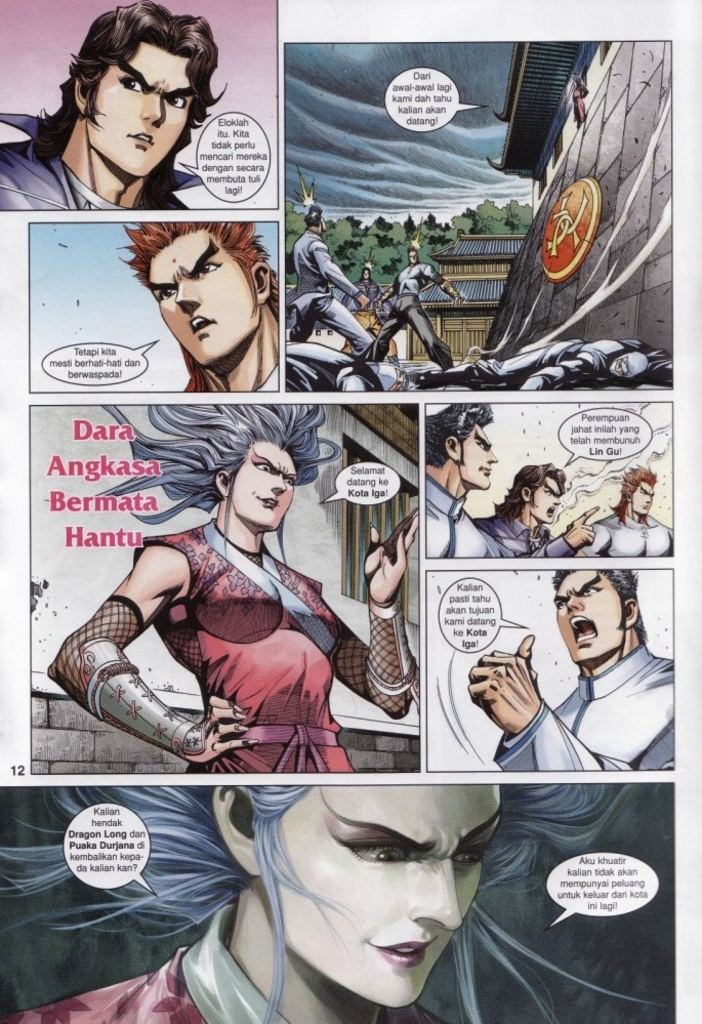 Eloklah
itu. Kita
tidak perlu
mencari mereka
dengan secara
membuta tuli
lagi!
Dari
awal-awal lagi
kami dah tahu
kalian akan
datang!
Tetapi kita
mesti berhati-hati dan
berwaspada!
Dara
Angkasa
Bermata
Hantu
Selamat
datang ke
Kota Iga!
Perempuan
jahat inilah yang
telah membunuh
Lin Gu!
Kalian
pasti tahu
akan tujuan
kami datang
ke Kota
Iga!
12
Kalian
hendak
Dragon Long dan
Puaka Durjana di
kembalikan kepa-
da kalian kan?
Aku khuatir
kalian tidak akan
mempunyai peluang
untuk keluar dari kota
ini lagi!